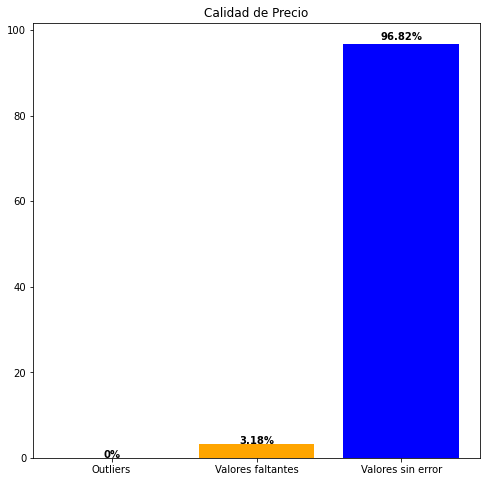 Calidad de Precio
100
80
60
40
20
0
96.82%
3.18%
0%
Outliers
Valores faltantes
Valores sin error